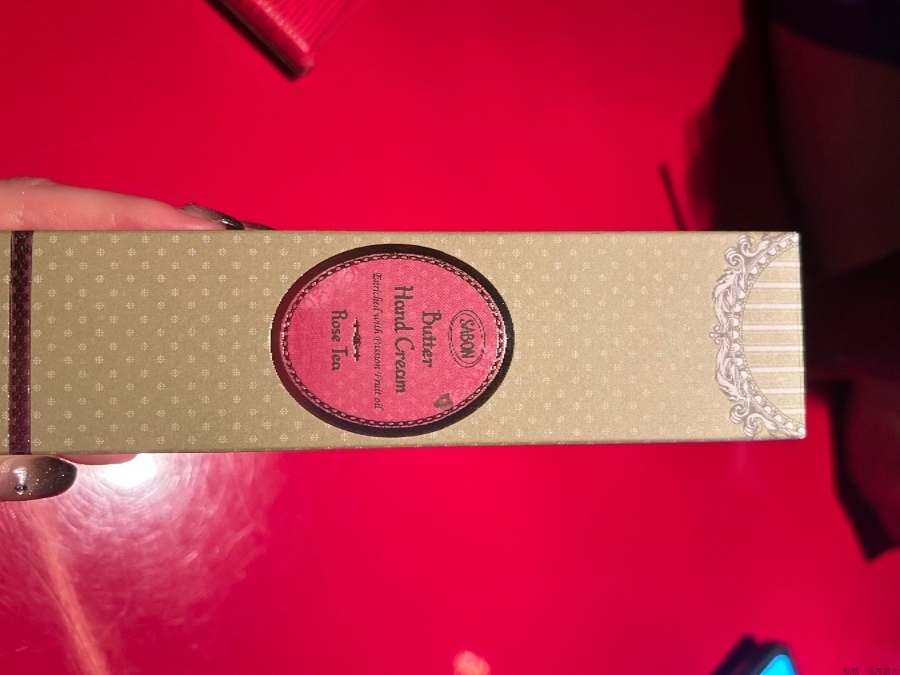 SABON
Butter
Hand Cream
Enriched with Passion Fruit oil
Rose Tea